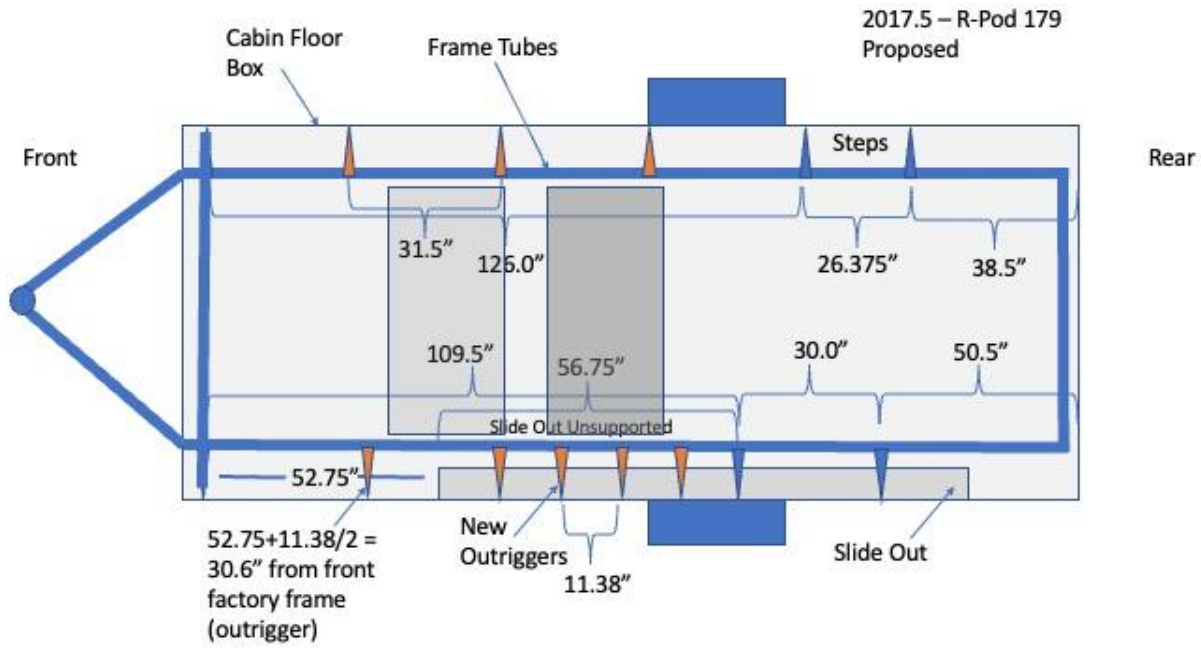 2017.5 – R-Pod 179
Proposed
Cabin Floor
Box
Frame Tubes
Front
Steps
Rear
31.5”
126.0”
26.375”
38.5”
109.5”
56.75”
30.0”
50.5”
Slide Out Unsupported
52.75”
52.75+11.38/2 =
30.6” from front
factory frame
(outrigger)
New
Outriggers
11.38”
Slide Out